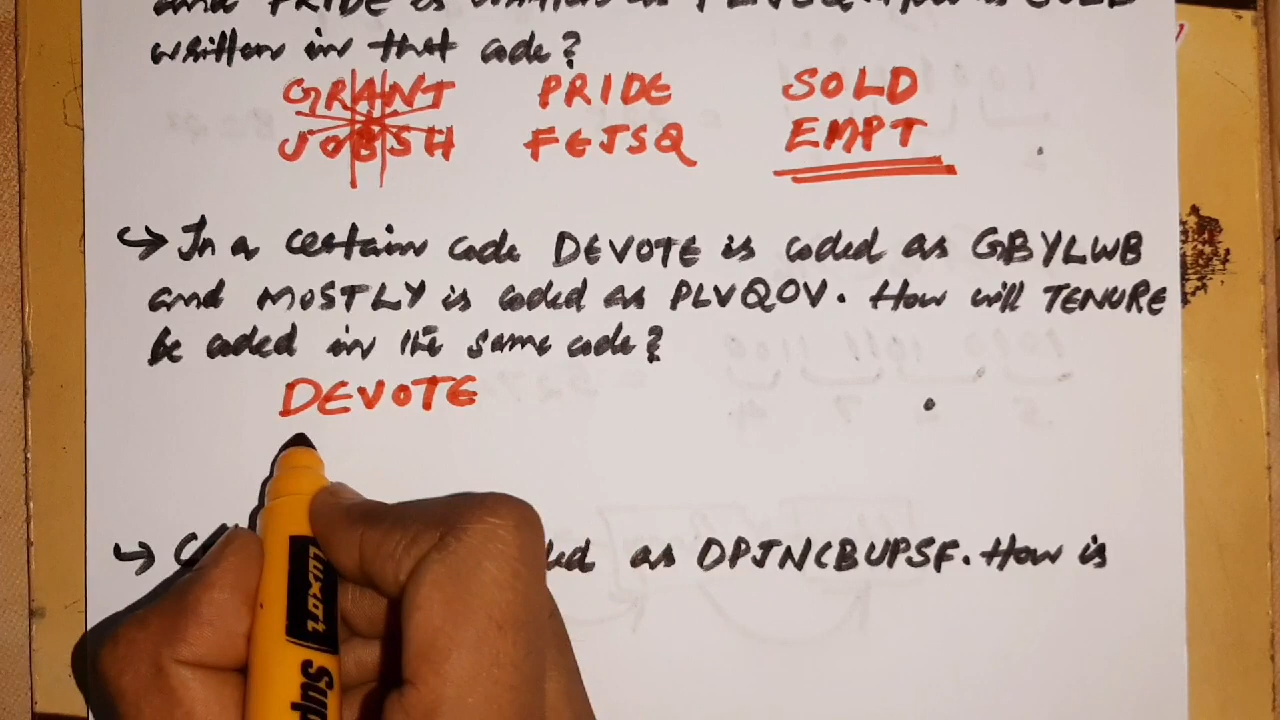 written in that code?
GRANT PRIDE SOLD
JOBSH FEJSQ EMPT
In a certain code DEVOTE is coded as GBYLWB
and MOSTLY is coded as PLVQOV. How will TENURE
be coded in the same code?
DEVOTE
as DPJNCBUPSF. How is
Luxor
Sup